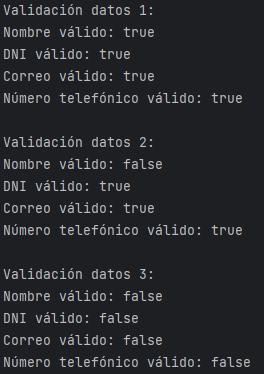 Validación datos 1:
Nombre válido: true
DNI válido: true
Correo válido: true
Número telefónico válido: true
Validación datos 2:
Nombre válido: false
DNI válido: true
Correo válido: true
Número telefónico válido: true
Validación datos 3:
Nombre válido: false
DNI válido: false
Correo válido: false
Número telefónico válido: false